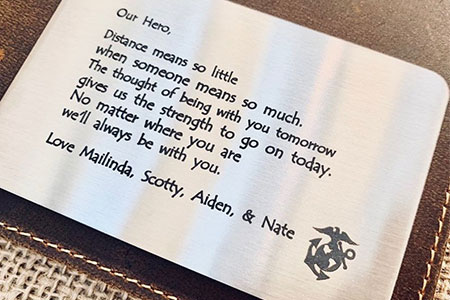 Our Hero,
Distance means so little
when someone means so much.
The thought of being with you tomorrow
gives us the strength to go on today.
No matter where you are
we'll always be with you.
Love Mailinda, Scotty, Aiden, & Nate